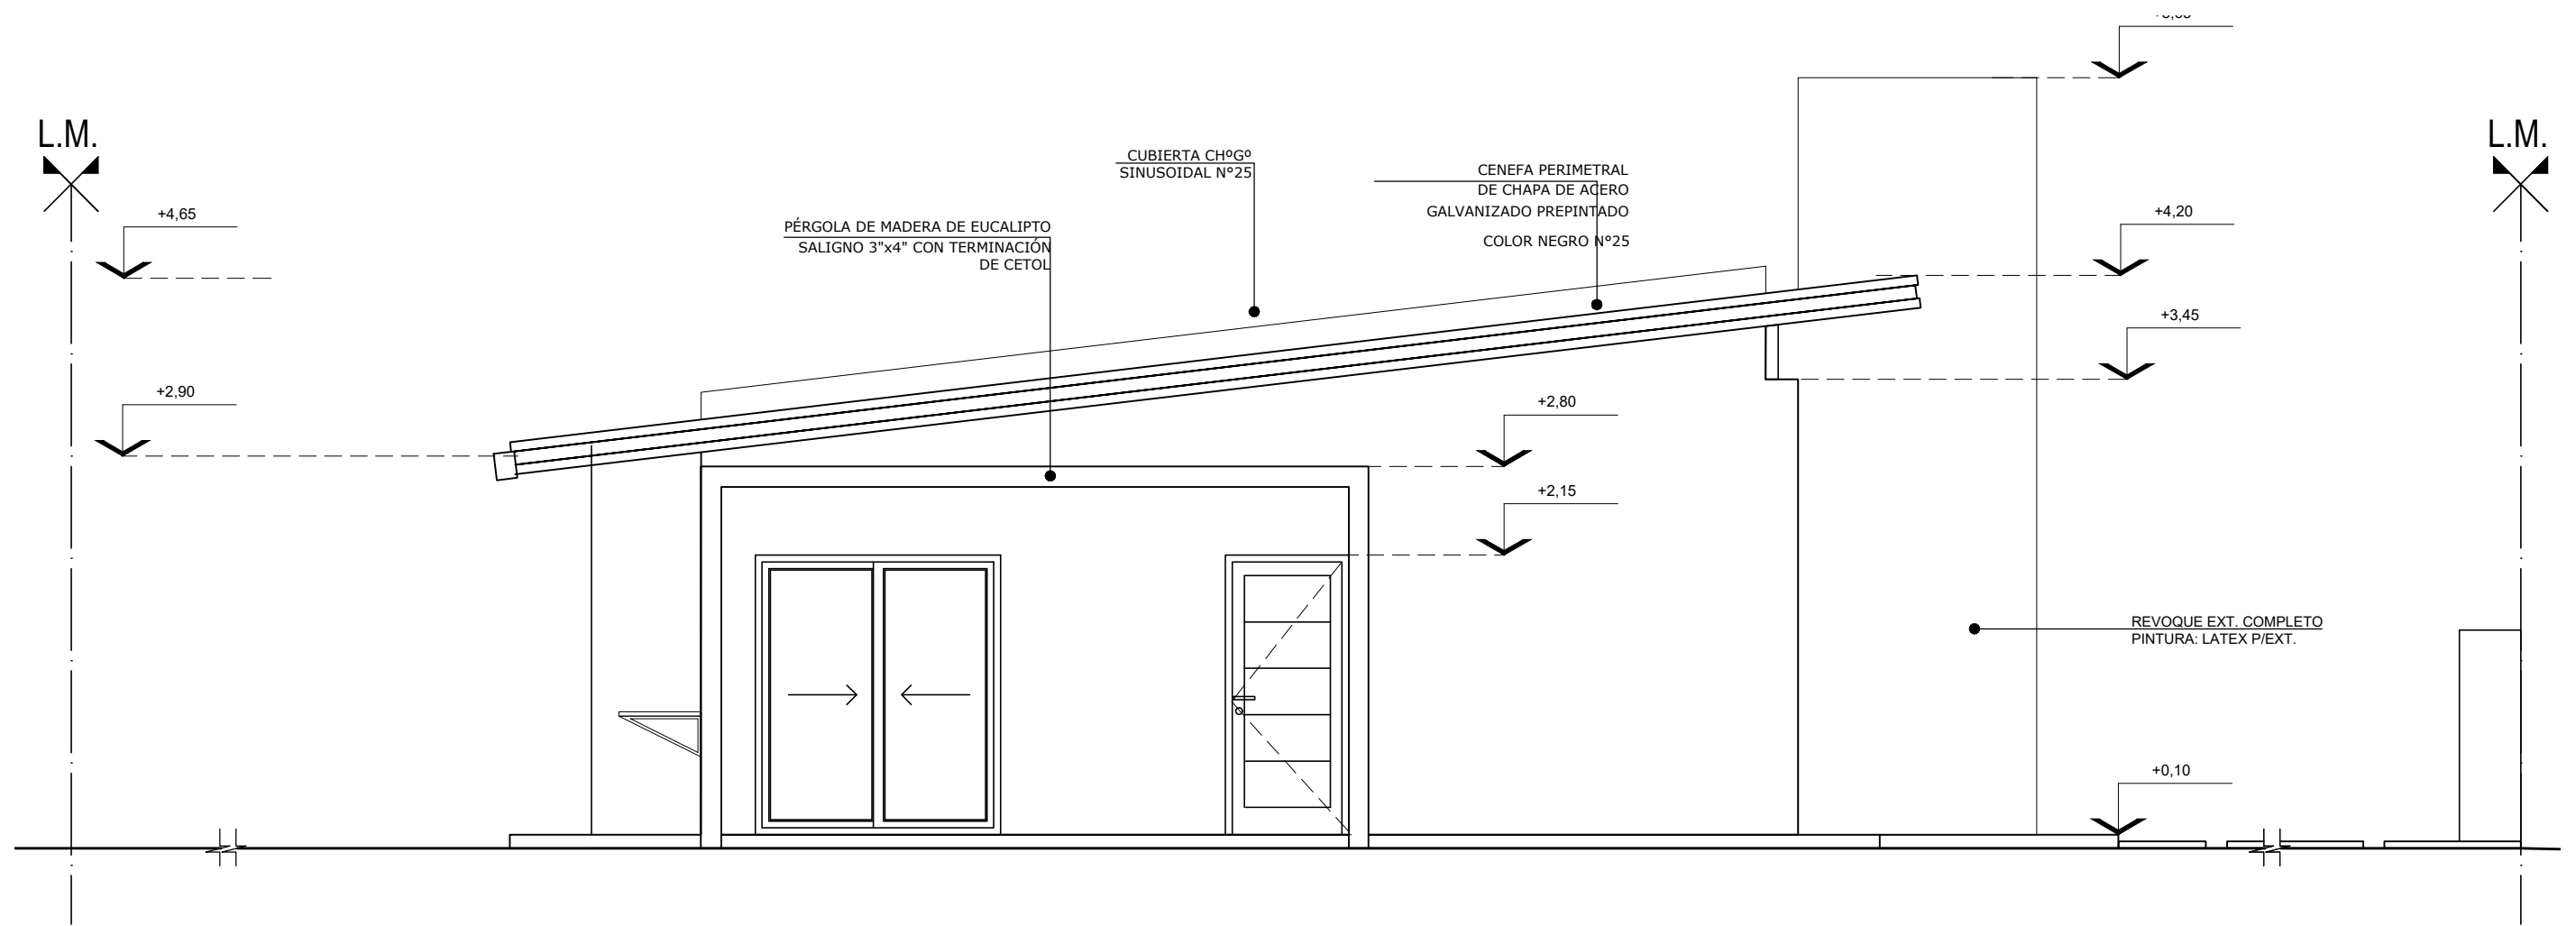 L.M.
L.M.
CUBIERTA CHºGº
SINUSOIDAL N°25
CENEFA PERIMETRAL
DE CHAPA DE ACERO
GALVANIZADO PREPINTADO
COLOR NEGRO N°25
+4,65
+4,20
PÉRGOLA DE MADERA DE EUCALIPTO
SALIGNO 3"x4" CON TERMINACIÓN
DE CETOL
+3,45
+2,90
+2,80
+2,15
REVOQUE EXT. COMPLETO
PINTURA: LATEX P/EXT.
+0,10